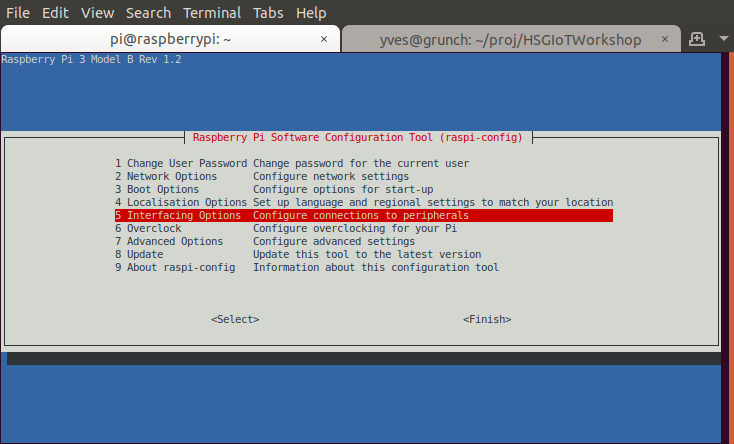 File Edit View Search Terminal Tabs Help
pi@raspberrypi: ~ × yves@grunch: ~/proj/HSGIoTWorkshop ×
Raspberry Pi 3 Model B Rev 1.2
Raspberry Pi Software Configuration Tool (raspi-config)
1 Change User Password Change password for the current user
2 Network Options Configure network settings
3 Boot Options Configure options for start-up
4 Localisation Options Set up language and regional settings to match your location
5 Interfacing Options Configure connections to peripherals
6 Overclock Configure overclocking for your Pi
7 Advanced Options Configure advanced settings
8 Update Update this tool to the latest version
9 About raspi-config Information about this configuration tool
<Select> <Finish>